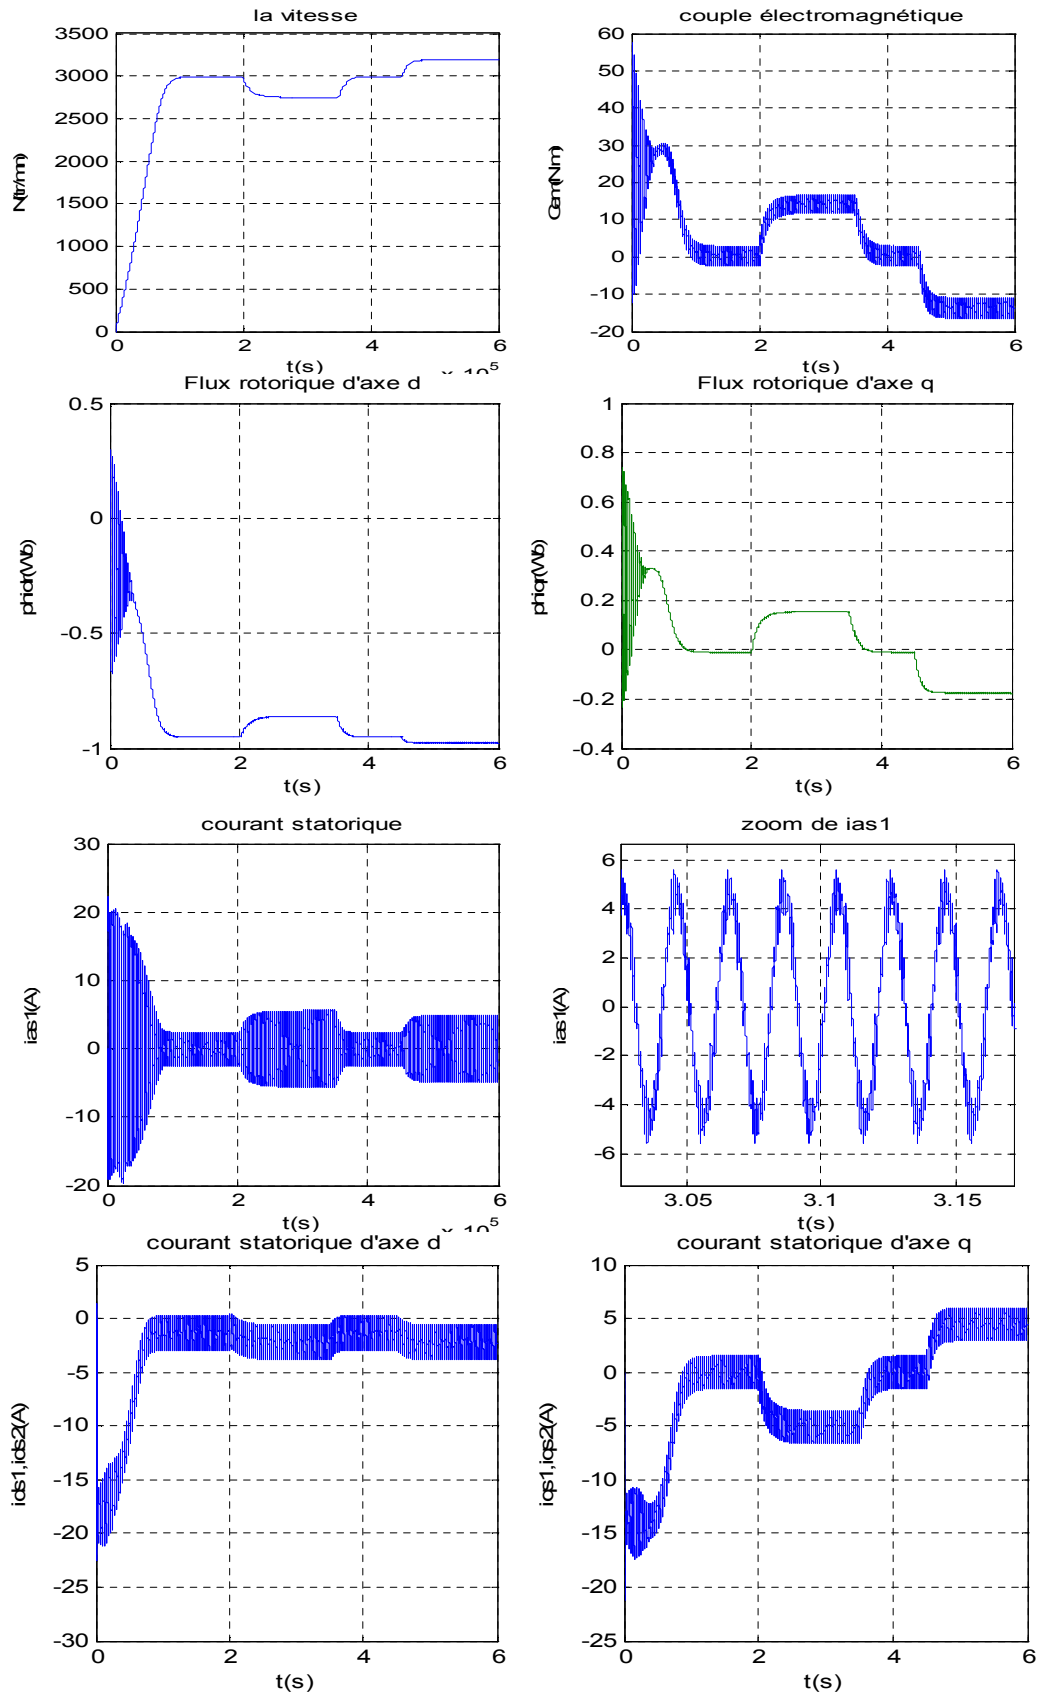 la vitesse
couple électromagnétique
3500
3000
2500
2000
1500
1000
500
0
N(tr/mn)
0 2 4 6
t(s)
60
50
40
30
20
10
0
-10
-20
Cem(Nm)
0 2 4 6
t(s)
Flux rotorique d'axe d
Flux rotorique d'axe q
0.5
0
-0.5
-1
phidr(Wb)
0 2 4 6
t(s)
1
0.8
0.6
0.4
0.2
0
-0.2
-0.4
phiqr(Wb)
0 2 4 6
t(s)
courant statorique
zoom de ias1
30
20
10
0
-10
-20
ias1(A)
0 2 4 6
t(s)
6
4
2
0
-2
-4
-6
ias1(A)
3.05 3.1 3.15
t(s)
courant statorique d'axe d
courant statorique d'axe q
5
0
-5
-10
-15
-20
-25
-30
ids1,ids2(A)
0 2 4 6
t(s)
10
5
0
-5
-10
-15
-20
-25
iqs1,iqs2(A)
0 2 4 6
t(s)